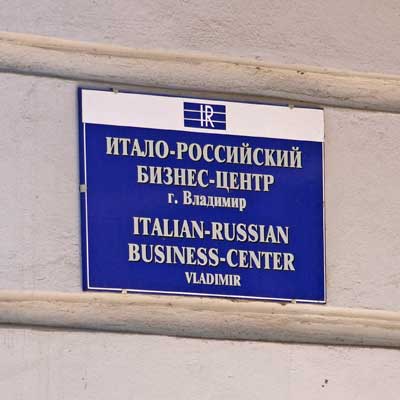 IR
ИТАЛО-РОССИЙСКИЙ
БИЗНЕС-ЦЕНТР
г. Владимир
ITALIAN-RUSSIAN
BUSINESS-CENTER
VLADIMIR